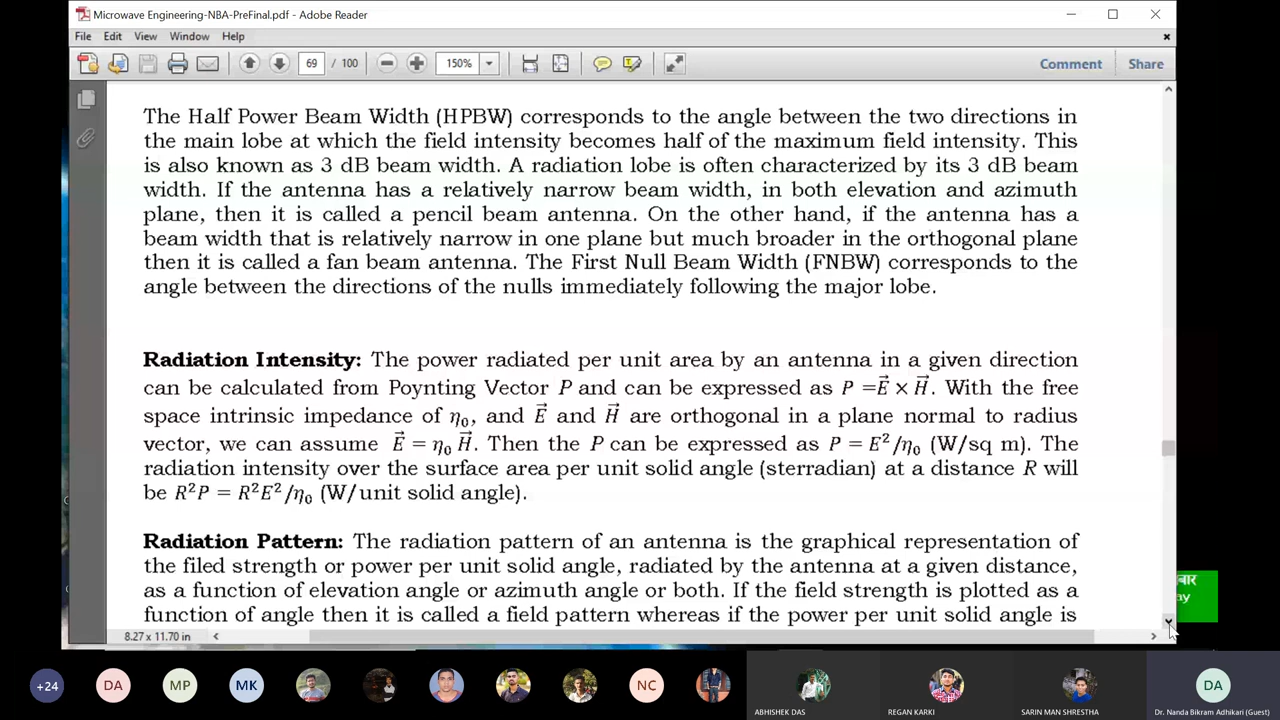 Microwave Engineering-NBA-PreFinal.pdf - Adobe Reader
File Edit View Window Help
69 / 100 150% Comment Share
The Half Power Beam Width (HPBW) corresponds to the angle between the two directions in
the main lobe at which the field intensity becomes half of the maximum field intensity. This
is also known as 3 dB beam width. A radiation lobe is often characterized by its 3 dB beam
width. If the antenna has a relatively narrow beam width, in both elevation and azimuth
plane, then it is called a pencil beam antenna. On the other hand, if the antenna has a
beam width that is relatively narrow in one plane but much broader in the orthogonal plane
then it is called a fan beam antenna. The First Null Beam Width (FNBW) corresponds to the
angle between the directions of the nulls immediately following the major lobe.
Radiation Intensity: The power radiated per unit area by an antenna in a given direction
can be calculated from Poynting Vector P and can be expressed as P =E⃗ × H⃗. With the free
space intrinsic impedance of η₀, and E⃗ and H⃗ are orthogonal in a plane normal to radius
vector, we can assume E⃗ = η₀ H⃗. Then the P can be expressed as P = E²/η₀ (W/sq m). The
radiation intensity over the surface area per unit solid angle (sterradian) at a distance R will
be R²P = R²E²/η₀ (W/unit solid angle).
Radiation Pattern: The radiation pattern of an antenna is the graphical representation of
the filed strength or power per unit solid angle, radiated by the antenna at a given distance,
as a function of elevation angle or azimuth angle or both. If the field strength is plotted as a
function of angle then it is called a field pattern whereas if the power per unit solid angle is
8.27 x 11.70 in
+24 DA MP MK NC DA
ABHISHEK DAS REGAN KARKI SARIN MAN SHRESTHA Dr. Nanda Bikram Adhikari (Guest)